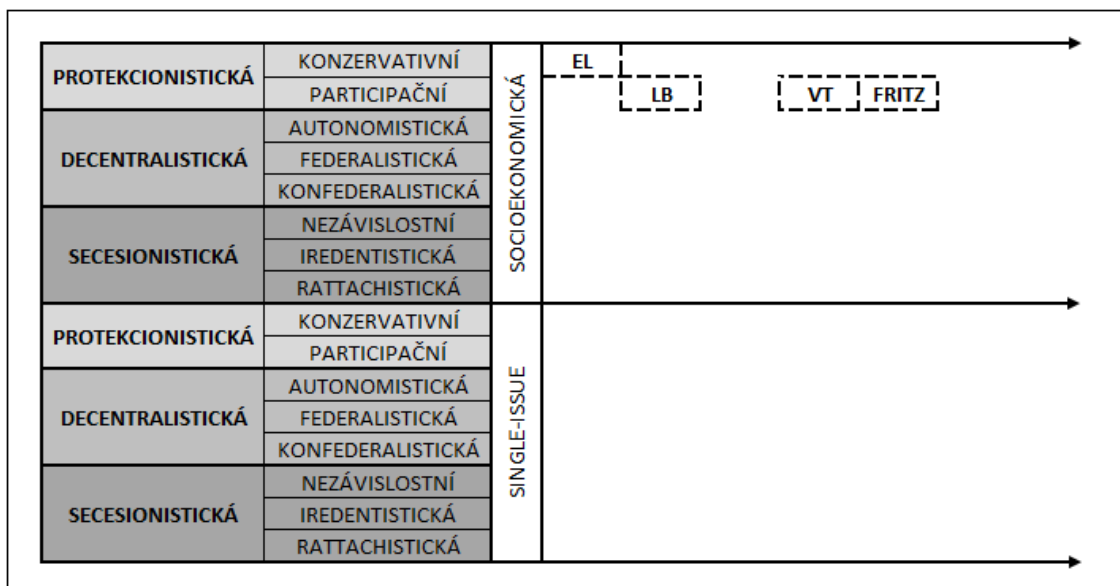 PROTEKCIONISTICKÁ
KONZERVATIVNÍ
PARTICIPAČNÍ
DECENTRALISTICKÁ
AUTONOMISTICKÁ
FEDERALISTICKÁ
KONFEDERALISTICKÁ
SECESIONISTICKÁ
NEZÁVISLOSTNÍ
IREDENTISTICKÁ
RATTACHISTICKÁ
SOCIOEKONOMICKÁ
EL
LB
VT
FRITZ
PROTEKCIONISTICKÁ
KONZERVATIVNÍ
PARTICIPAČNÍ
DECENTRALISTICKÁ
AUTONOMISTICKÁ
FEDERALISTICKÁ
KONFEDERALISTICKÁ
SECESIONISTICKÁ
NEZÁVISLOSTNÍ
IREDENTISTICKÁ
RATTACHISTICKÁ
SINGLE-ISSUE